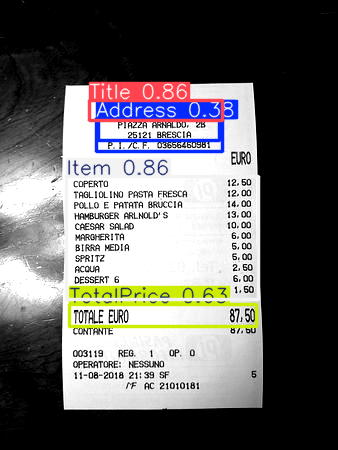 Title 0.86
Address 0.38
PIAZZA ARNALDO, 2B
25121 BRESCIA
P.I./C.F. 03656460981
EURO
Item 0.86
COPERTO 12,50
TAGLIOLINO PASTA FRESCA 12,00
POLLO E PATATA BRUCCIA 14,00
HAMBURGER ARLNOLD'S 13,00
CAESAR SALAD 10,00
MARGHERITA 6,00
BIRRA MEDIA 5,00
SPRITZ 5,00
ACQUA 2,50
DESSERT 6 6,00
1,50
TotalPrice 0.63
TOTALE EURO 87,50
CONTANTE 87,50
003119 REG. 1 OP. 0
OPERATORE: NESSUNO
11-08-2018 21:39 SF 5
/F AC 21010181